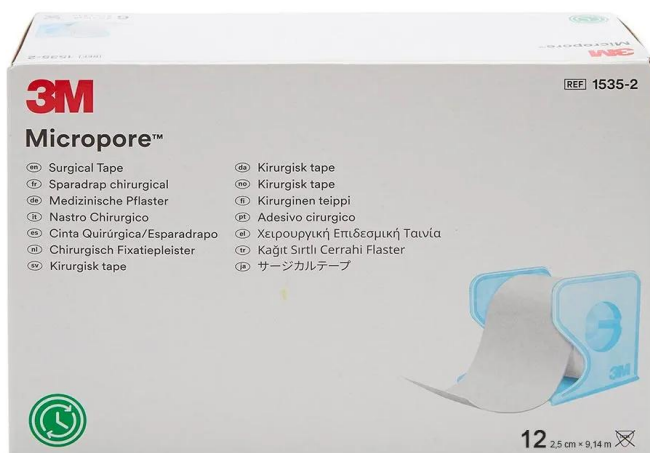 Micropore™
3M
REF 1535-2
3M
Micropore™
en Surgical Tape
fr Sparadrap chirurgical
de Medizinische Pflaster
it Nastro Chirurgico
es Cinta Quirúrgica/Esparadrapo
nl Chirurgisch Fixatiepleister
sv Kirurgisk tape
da Kirurgisk tape
no Kirurgisk tape
fi Kirurginen teippi
pt Adesivo cirurgico
el Χειρουργική Επιδεσμική Ταινία
tr Kağıt Sırtlı Cerrahi Flaster
ja サージカルテープ
3M
12 2,5 cm × 9,14 m